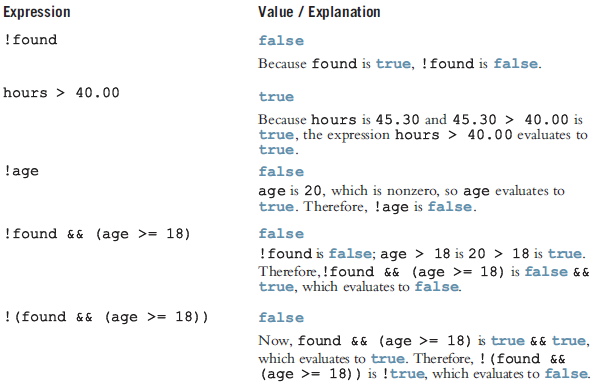 Expression Value / Explanation
!found false
Because found is true, !found is false.
hours > 40.00 true
Because hours is 45.30 and 45.30 > 40.00 is
true, the expression hours > 40.00 evaluates to
true.
!age false
age is 20, which is nonzero, so age evaluates to
true. Therefore, !age is false.
!found && (age >= 18) false
!found is false; age > 18 is 20 > 18 is true.
Therefore,!found && (age >= 18) is false &&
true, which evaluates to false.
!(found && (age >= 18)) false
Now, found && (age >= 18) is true && true,
which evaluates to true. Therefore, !(found &&
(age >= 18)) is !true, which evaluates to false.